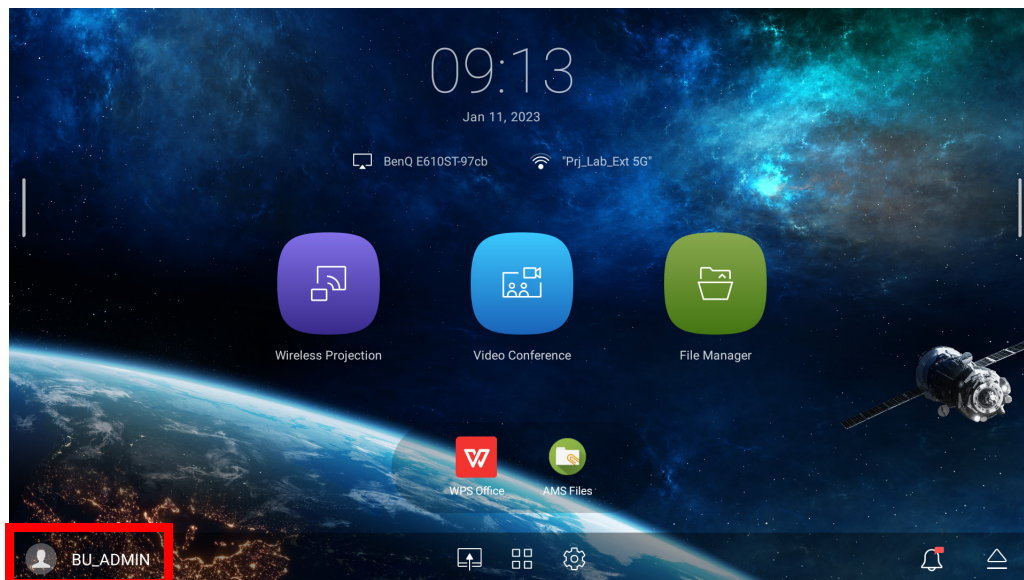 09:13
Jan 11, 2023
BenQ E610ST-97cb "Prj_Lab_Ext 5G"
Wireless Projection Video Conference File Manager
WPS Office AMS Files
BU_ADMIN